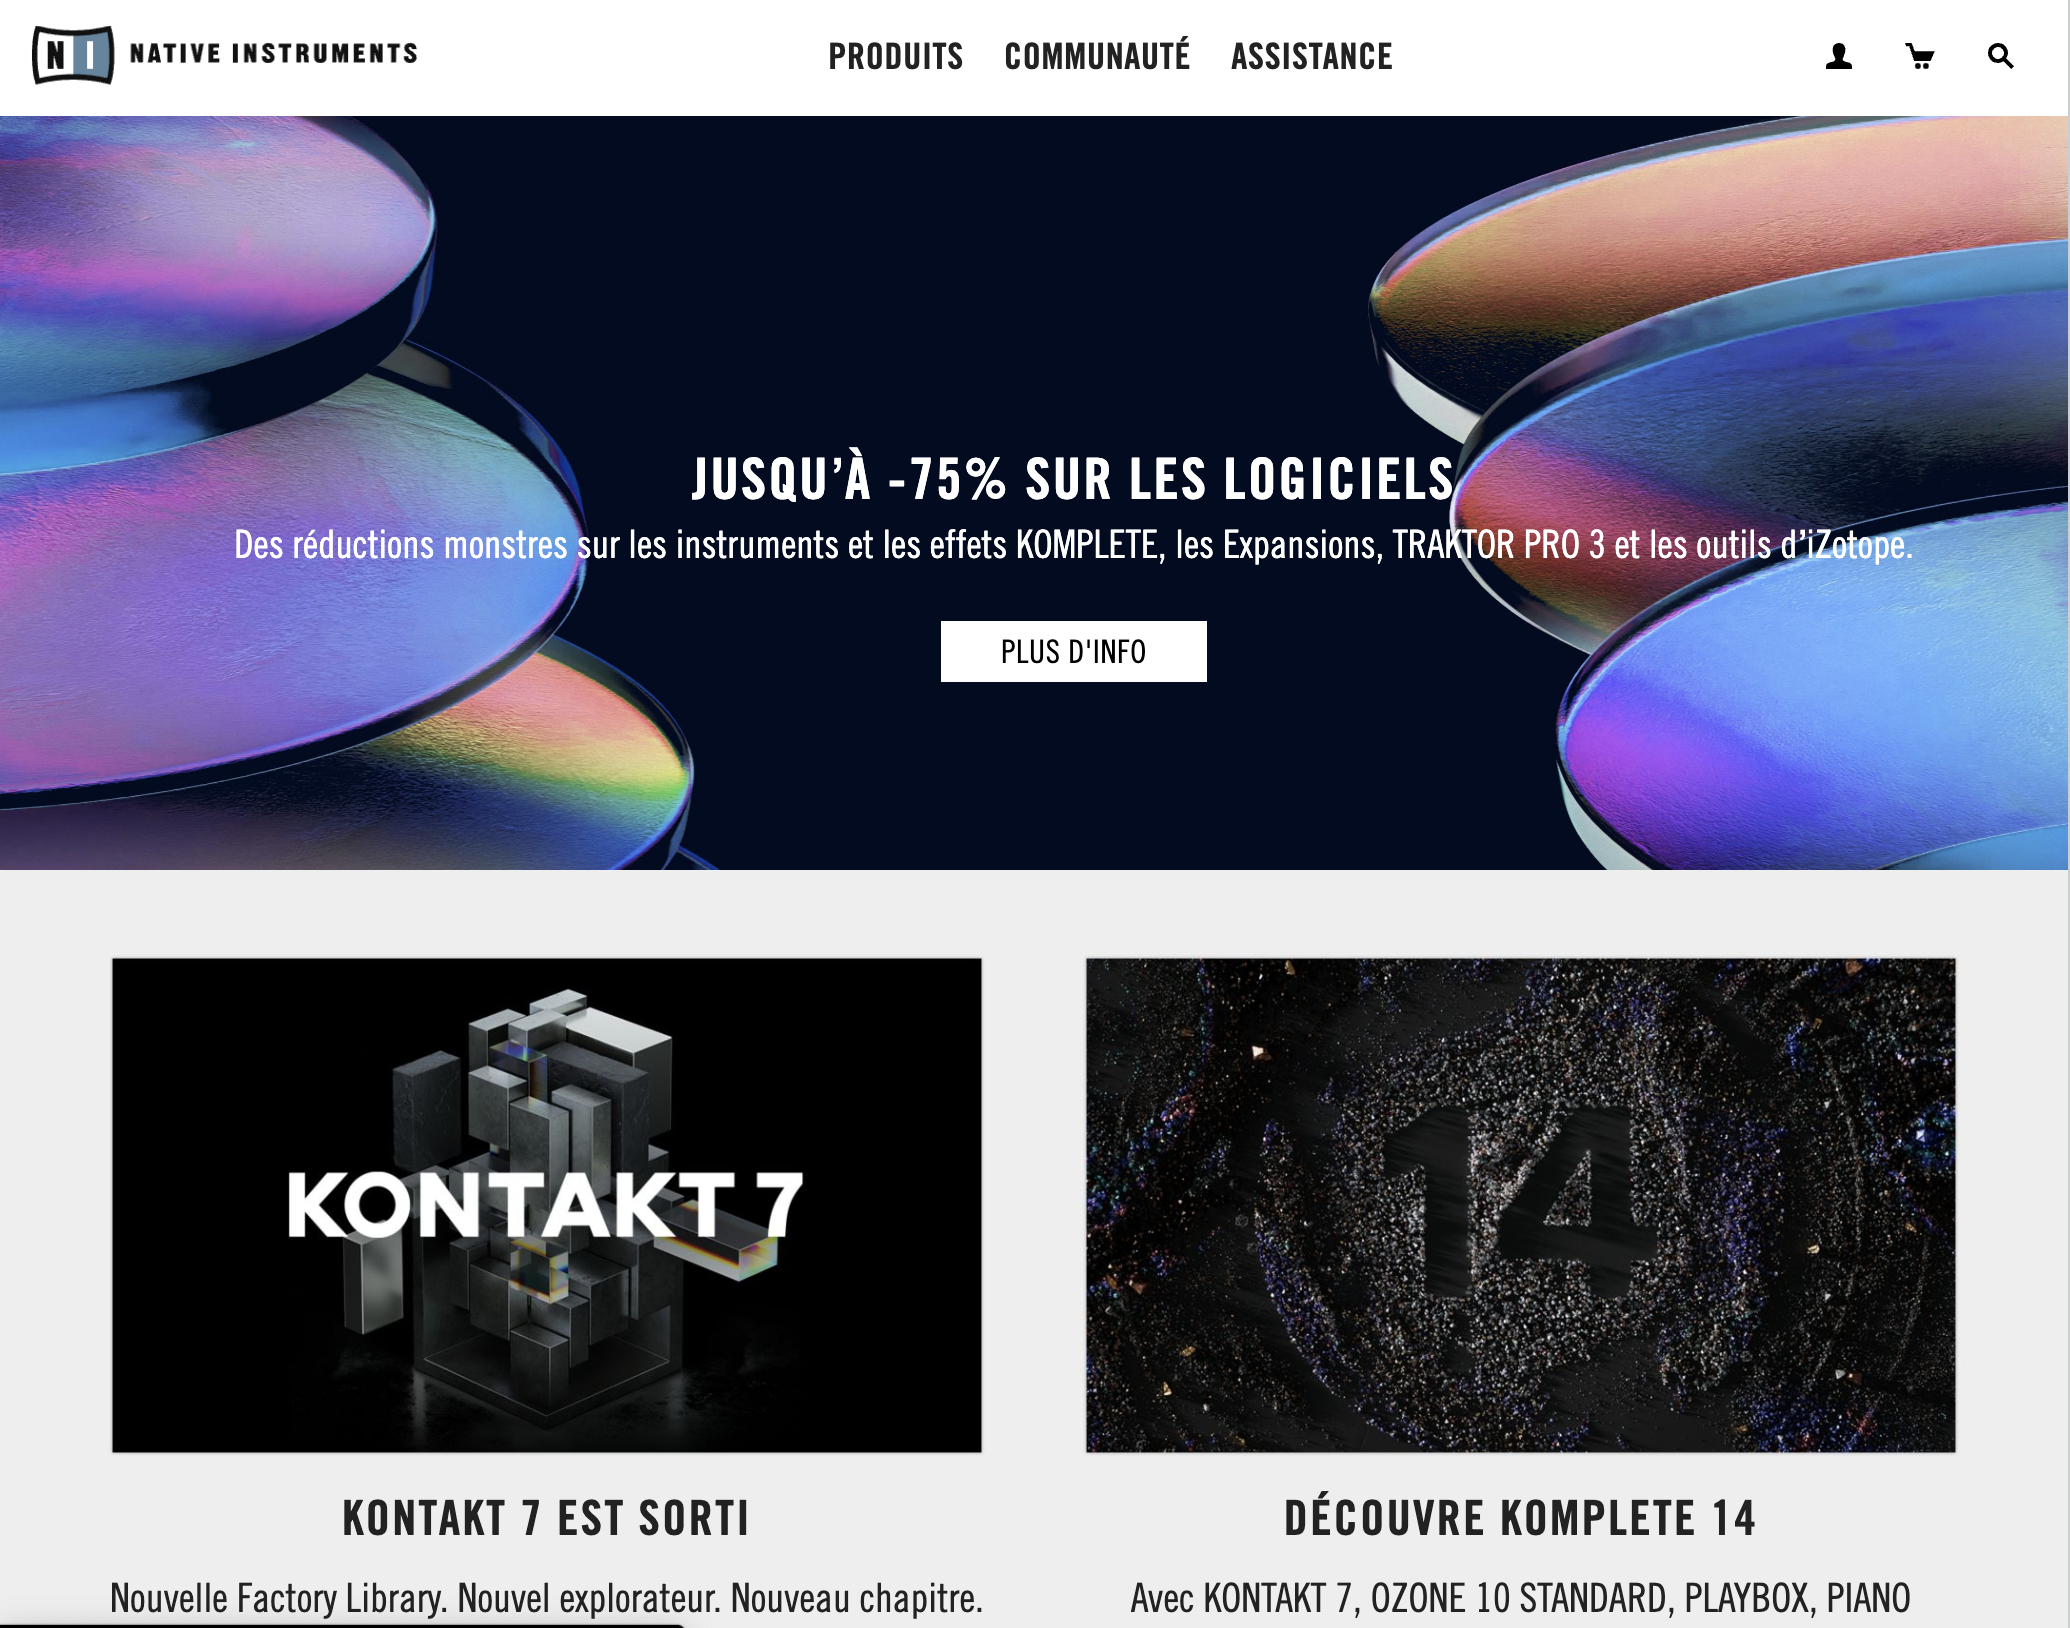 NI NATIVE INSTRUMENTS
PRODUITS COMMUNAUTÉ ASSISTANCE
JUSQU’À -75% SUR LES LOGICIELS
Des réductions monstres sur les instruments et les effets KOMPLETE, les Expansions, TRAKTOR PRO 3 et les outils d’iZotope.
PLUS D'INFO
KONTAKT 7
14
KONTAKT 7 EST SORTI
DÉCOUVRE KOMPLETE 14
Nouvelle Factory Library. Nouvel explorateur. Nouveau chapitre.
Avec KONTAKT 7, OZONE 10 STANDARD, PLAYBOX, PIANO